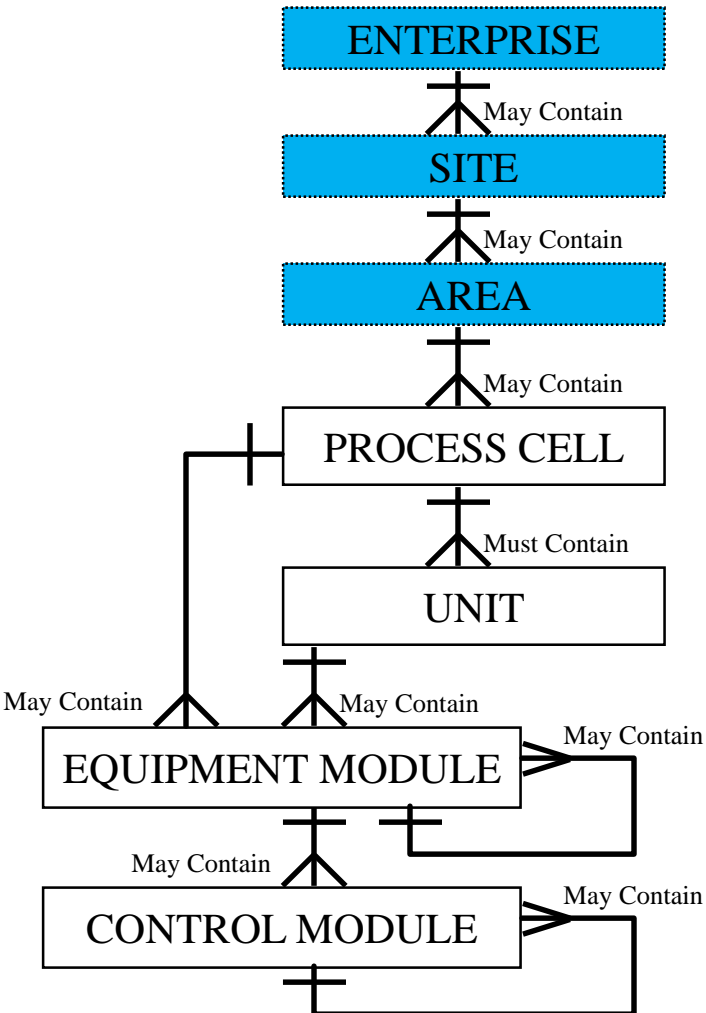 ENTERPRISE
May Contain
SITE
May Contain
AREA
May Contain
PROCESS CELL
Must Contain
UNIT
May Contain
May Contain
May Contain
EQUIPMENT MODULE
May Contain
May Contain
CONTROL MODULE